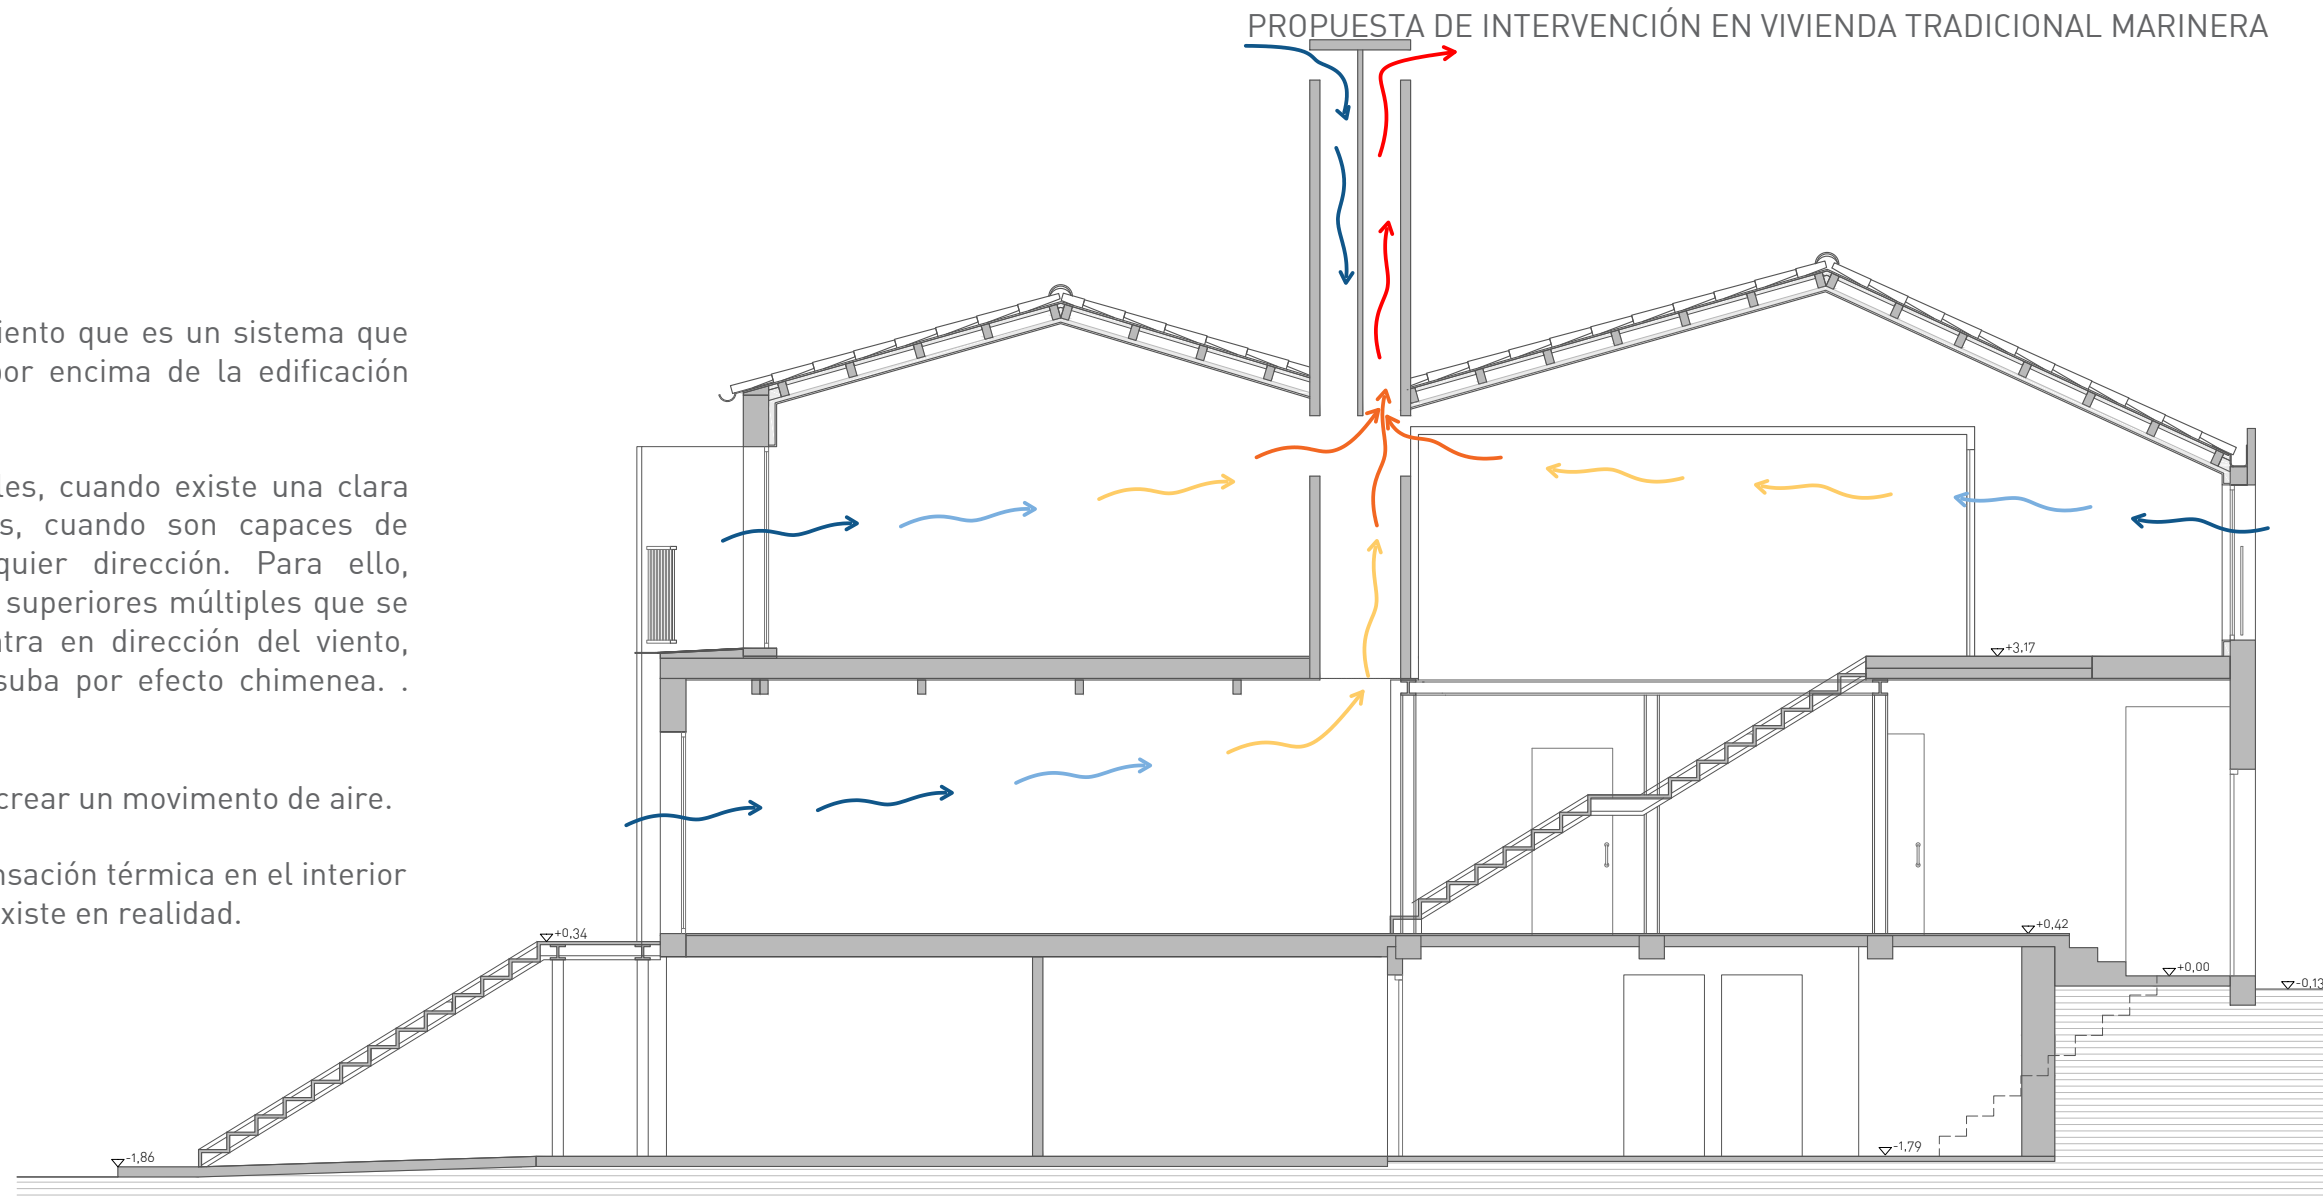 PROPUESTA DE INTERVENCIÓN EN VIVIENDA TRADICIONAL MARINERA
iento que es un sistema que
por encima de la edificación
les, cuando existe una clara
s, cuando son capaces de
quier dirección. Para ello,
superiores múltiples que se
ntra en dirección del viento,
suba por efecto chimenea. .
crear un movimento de aire.
nsación térmica en el interior
xiste en realidad.
+3,17
+0,34
+0,42
+0,00
-0,13
-1,79
-1,86